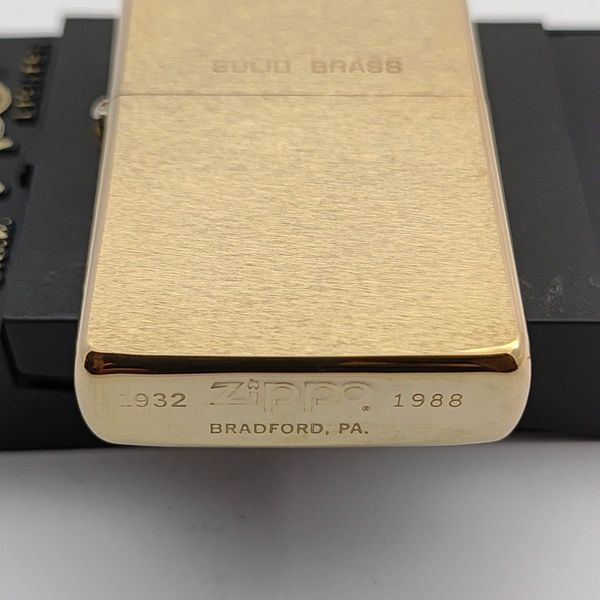 SOLID BRASS
1932 Zippo® 1988
BRADFORD, PA.